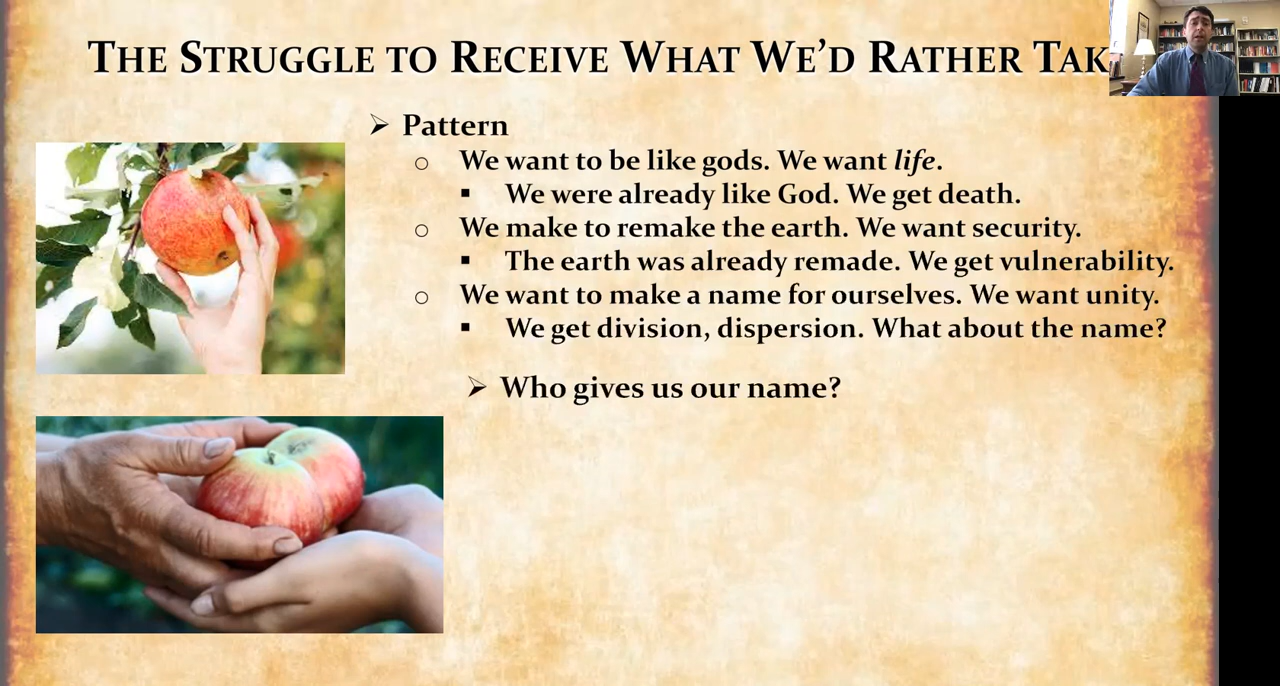 THE STRUGGLE TO RECEIVE WHAT WE'D RATHER TAK
➢ Pattern
o We want to be like gods. We want life.
▪ We were already like God. We get death.
o We make to remake the earth. We want security.
▪ The earth was already remade. We get vulnerability.
o We want to make a name for ourselves. We want unity.
▪ We get division, dispersion. What about the name?
➢ Who gives us our name?